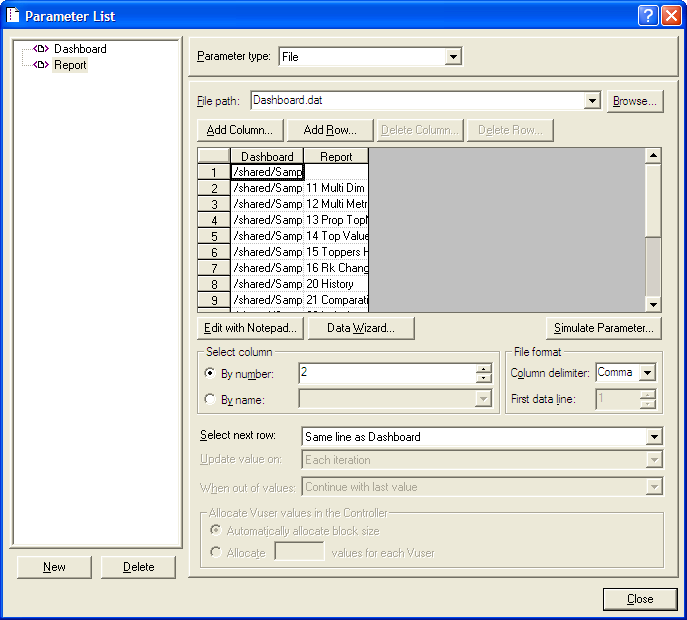 Parameter List
Dashboard
Report
Parameter type: File
File path: Dashboard.dat Browse...
Add Column... Add Row... Delete Column... Delete Row...
Dashboard Report
1 /shared/Samp
2 /shared/Samp 11 Multi Dim
3 /shared/Samp 12 Multi Metr
4 /shared/Samp 13 Prop TopN
5 /shared/Samp 14 Top Value
6 /shared/Samp 15 Toppers H
7 /shared/Samp 16 Rk Chang
8 /shared/Samp 20 History
9 /shared/Samp 21 Comparati
Edit with Notepad... Data Wizard... Simulate Parameter...
Select column File format
By number: 2 Column delimiter: Comma
By name: First data line: 1
Select next row: Same line as Dashboard
Update value on: Each iteration
When out of values: Continue with last value
Allocate Vuser values in the Controller
Automatically allocate block size
Allocate values for each Vuser
New Delete
Close